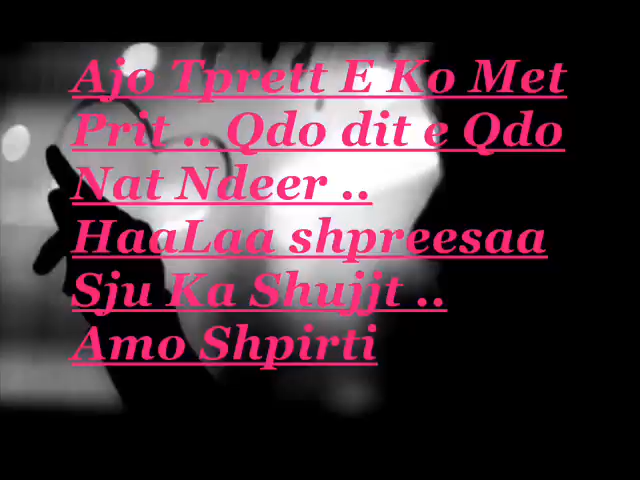 Ajo Tprett E Ko Met
Prit .. Qdo dit e Qdo
Nat Ndeer ..
HaaLaa shpreesaa
Sju Ka Shujjt ..
Amo Shpirti